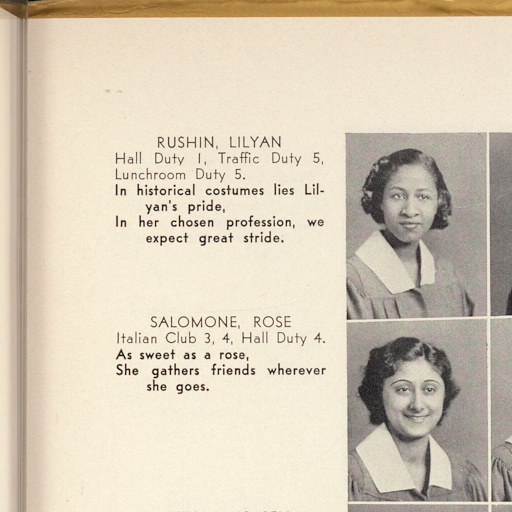 RUSHIN, LILYAN
Hall Duty 1, Traffic Duty 5,
Lunchroom Duty 5.
In historical costumes lies Lil-
yan's pride,
In her chosen profession, we
expect great stride.
SALOMONE, ROSE
Italian Club 3, 4, Hall Duty 4.
As sweet as a rose,
She gathers friends wherever
she goes.